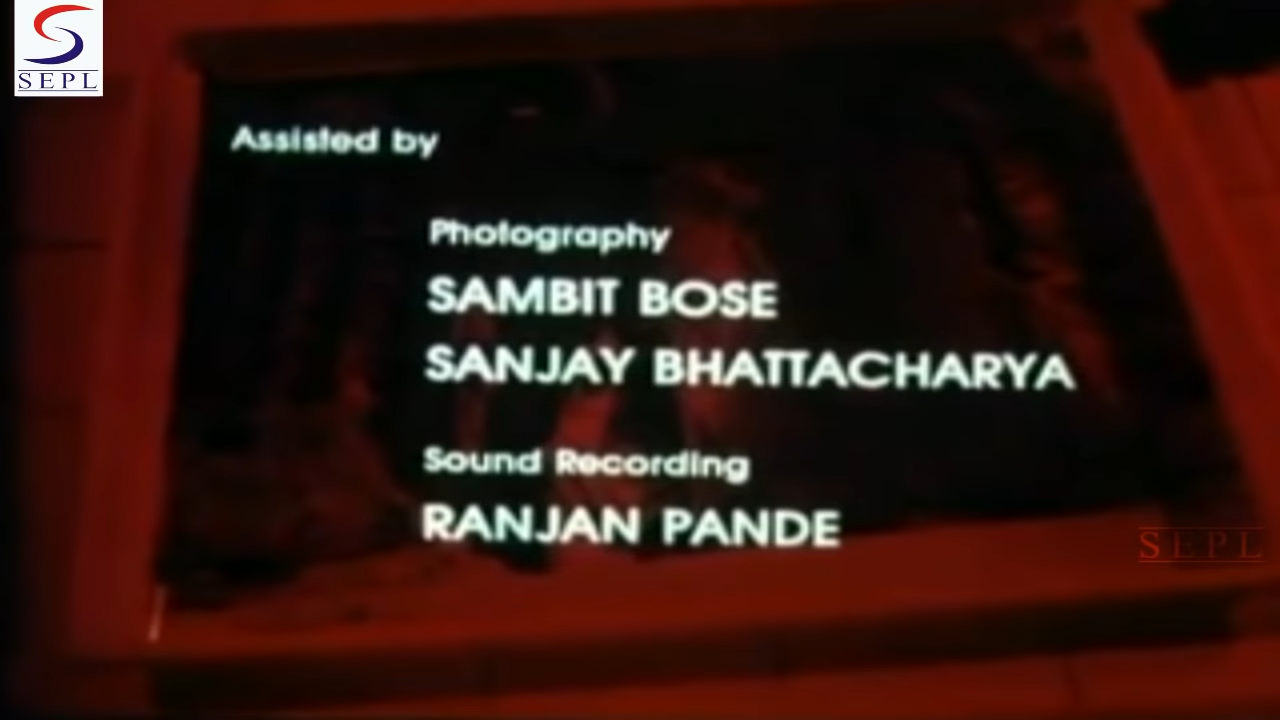 SEPL
Assisted by
Photography
SAMBIT BOSE
SANJAY BHATTACHARYA
Sound Recording
RANJAN PANDE
SEPL